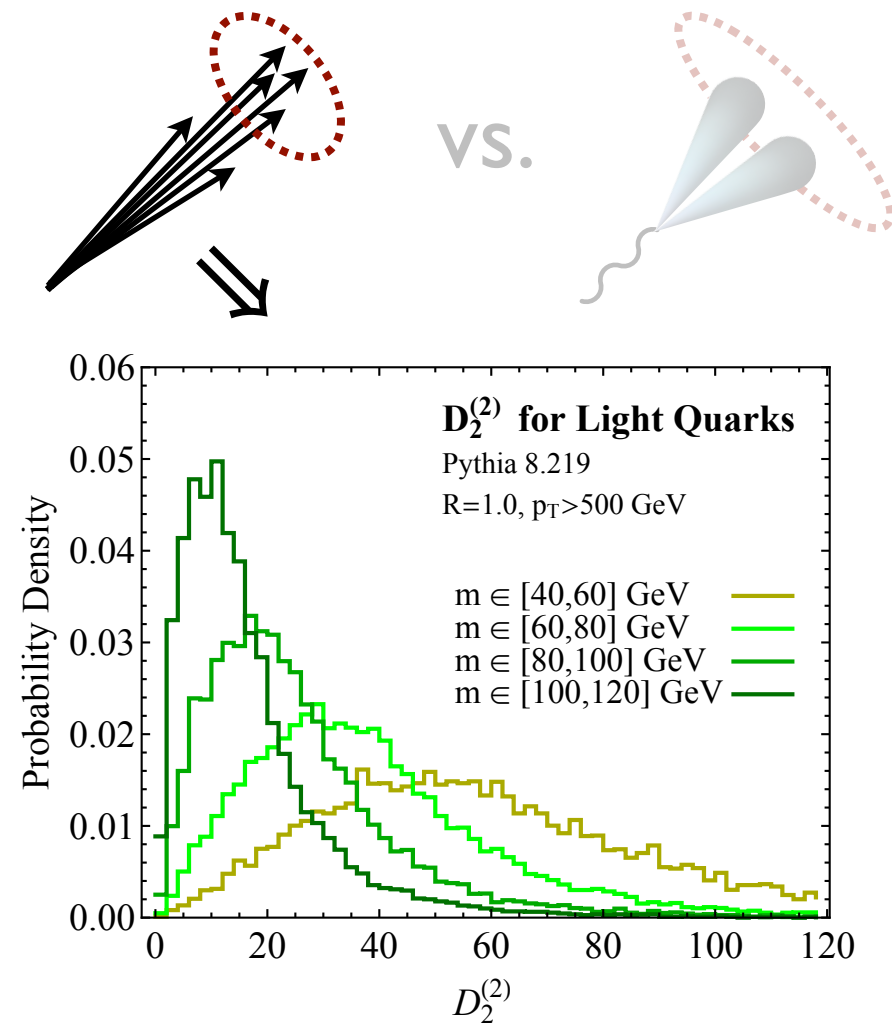 vs.
D₂⁽²⁾ for Light Quarks
Pythia 8.219
R=1.0, p_T>500 GeV
m ∈ [40,60] GeV
m ∈ [60,80] GeV
m ∈ [80,100] GeV
m ∈ [100,120] GeV
Probability Density
0.06
0.05
0.04
0.03
0.02
0.01
0.00
0 20 40 60 80 100 120
D₂⁽²⁾